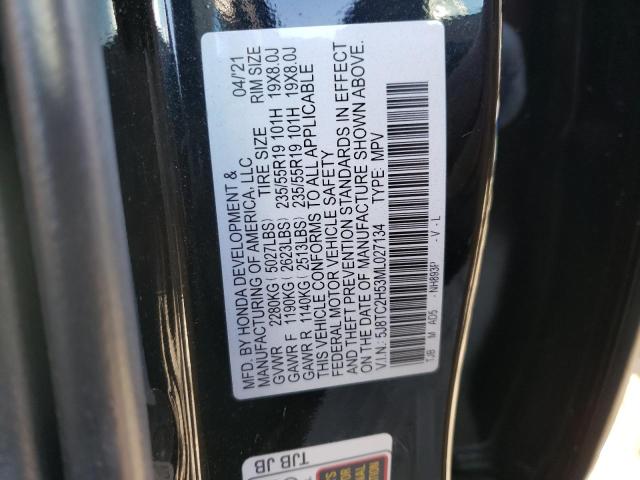 MFD. BY HONDA DEVELOPMENT & 04/'21
MANUFACTURING OF AMERICA, LLC
TIRE SIZE RIM SIZE
GVWR 2280KG(5027LBS) 235/55R19 101H 19X8.0J
GAWR F 1190KG(2623LBS) 235/55R19 101H 19X8.0J
GAWR R 1140KG(2513LBS)
THIS VEHICLE CONFORMS TO ALL APPLICABLE
FEDERAL MOTOR VEHICLE SAFETY
AND THEFT PREVENTION STANDARDS IN EFFECT
ON THE DATE OF MANUFACTURE SHOWN ABOVE.
V.I.N.: 5J8TC2H53ML027134 TYPE: MPV
TJB M AD5 -NH893P - V - L
TJB JB